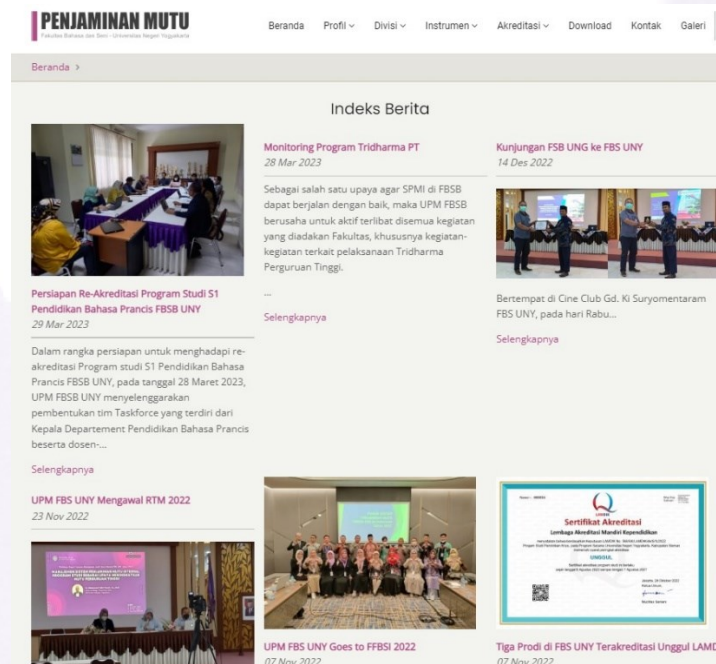 PENJAMINAN MUTU
Fakultas Bahasa dan Seni - Universitas Negeri Yogyakarta
Beranda Profil Divisi Instrumen Akreditasi Download Kontak Galeri
Beranda >
Indeks Berita
Persiapan Re-Akreditasi Program Studi S1
Pendidikan Bahasa Prancis FBSB UNY
29 Mar 2023
Dalam rangka persiapan untuk menghadapi re-
akreditasi Program studi S1 Pendidikan Bahasa
Prancis FBSB UNY, pada tanggal 28 Maret 2023,
UPM FBSB UNY menyelenggarakan
pembentukan tim Taskforce yang terdiri dari
Kepala Departement Pendidikan Bahasa Prancis
beserta dosen-...
Selengkapnya
Monitoring Program Tridharma PT
28 Mar 2023
Sebagai salah satu upaya agar SPMI di FBSB
dapat berjalan dengan baik, maka UPM FBSB
berusaha untuk aktif terlibat disemua kegiatan
yang diadakan Fakultas, khususnya kegiatan-
kegiatan terkait pelaksanaan Tridharma
Perguruan Tinggi.
...
Selengkapnya
Kunjungan FSB UNG ke FBS UNY
14 Des 2022
Bertempat di Cine Club Gd. Ki Suryomentaram
FBS UNY, pada hari Rabu...
Selengkapnya
UPM FBS UNY Mengawal RTM 2022
23 Nov 2022
UPM FBS UNY Goes to FFBSI 2022
07 Nov 2022
Sertifikat Akreditasi
Lembaga Akreditasi Mandiri Kependidikan
UNGGUL
Tiga Prodi di FBS UNY Terakreditasi Unggul LAMD
07 Nov 2022